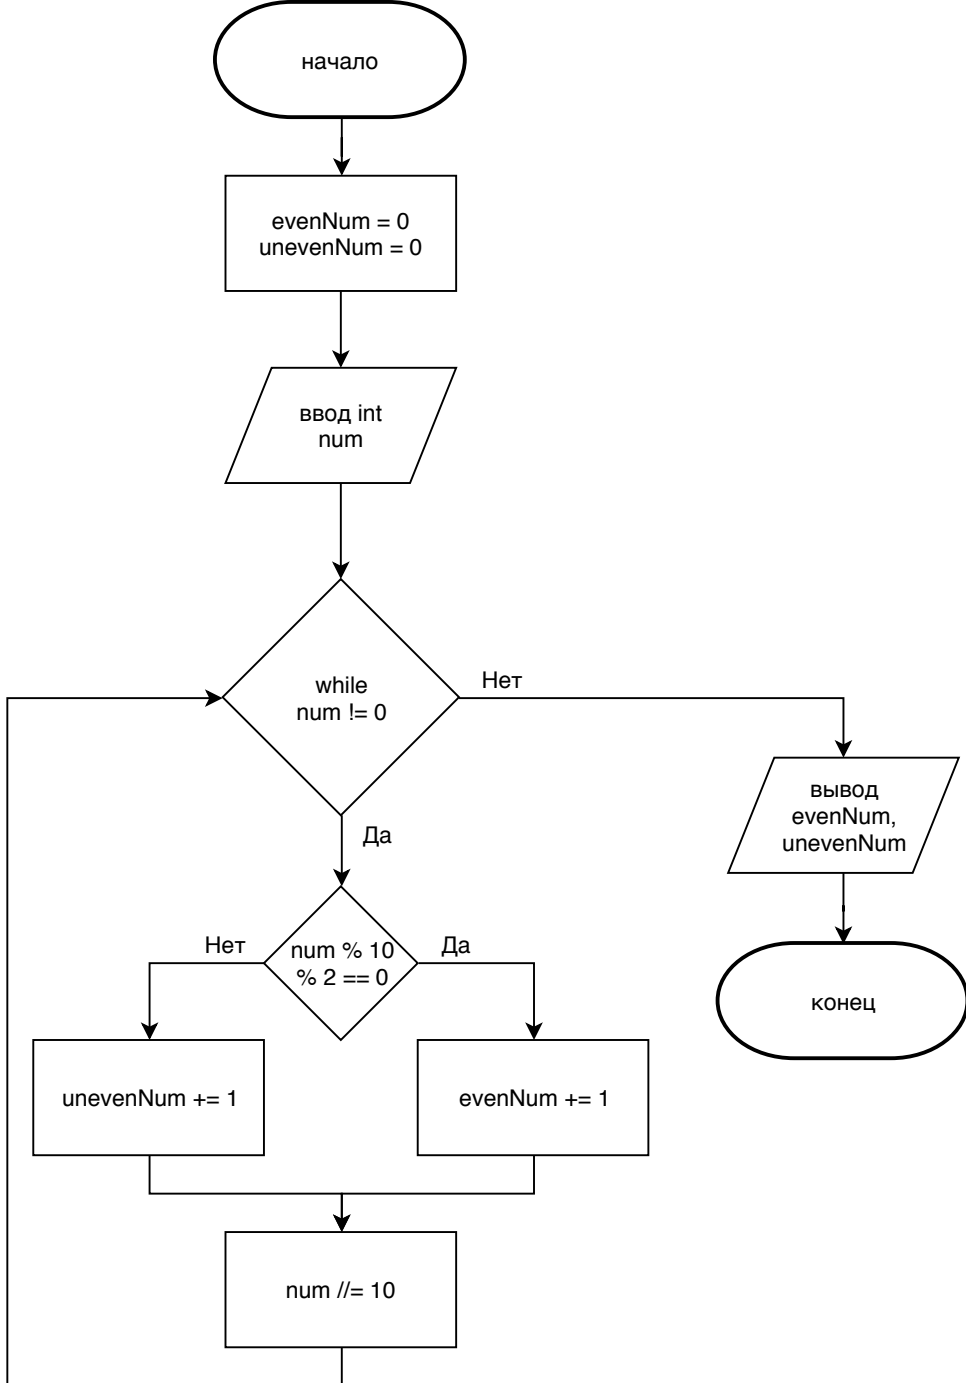 начало
evenNum = 0
unevenNum = 0
ввод int
num
while
num != 0
Нет
Да
вывод
evenNum,
unevenNum
Нет
num % 10
% 2 == 0
Да
конец
unevenNum += 1
evenNum += 1
num //= 10